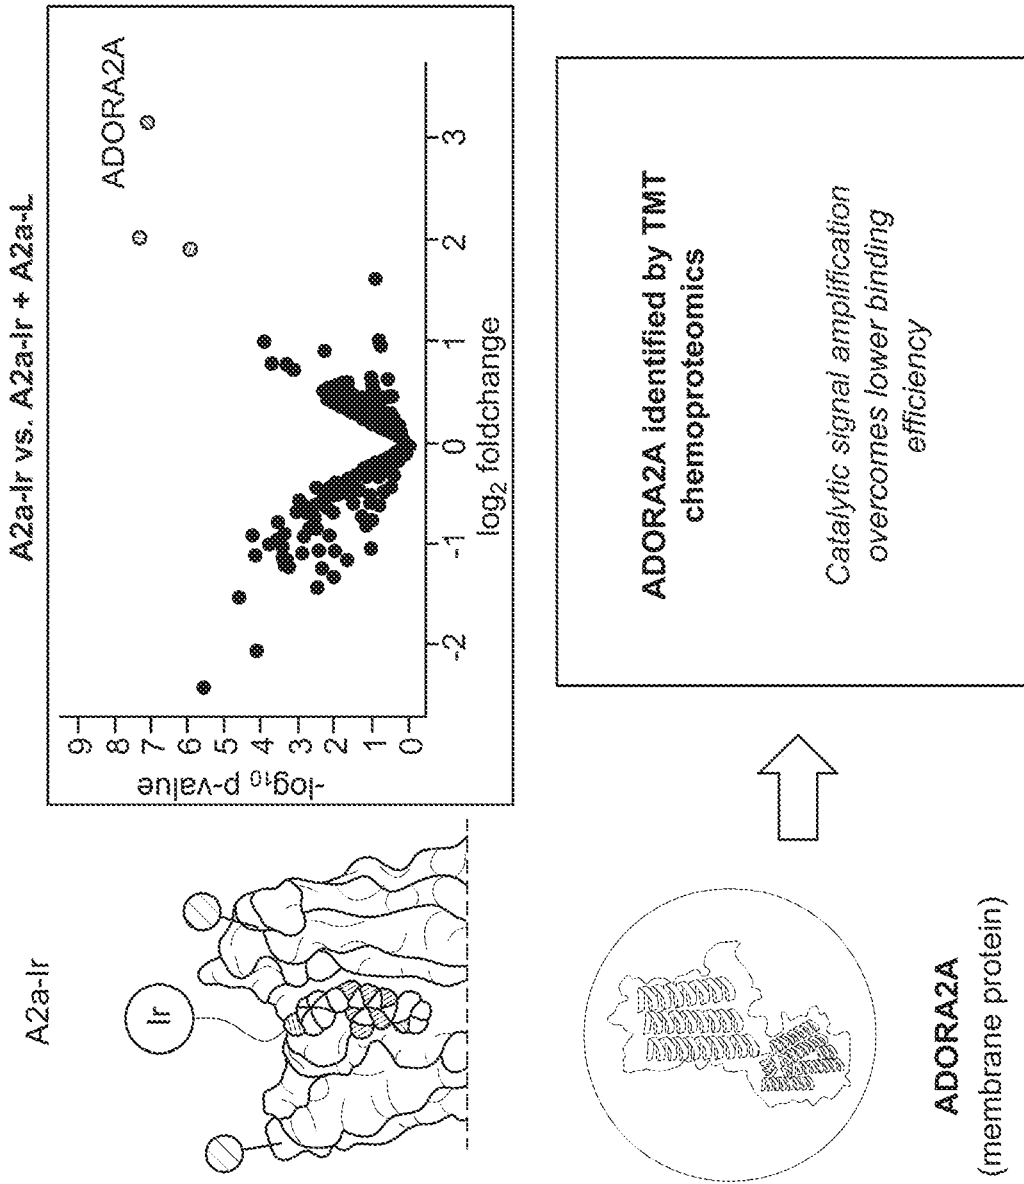 A2a-Ir
Ir
A2a-Ir vs. A2a-Ir + A2a-L
ADORA2A
-log₁₀ p-value
9
8
7
6
5
4
3
2
1
0
-2
-1
0
1
2
3
log₂ foldchange
ADORA2A
(membrane protein)
ADORA2A identified by TMT
chemoproteomics
Catalytic signal amplification
overcomes lower binding
efficiency